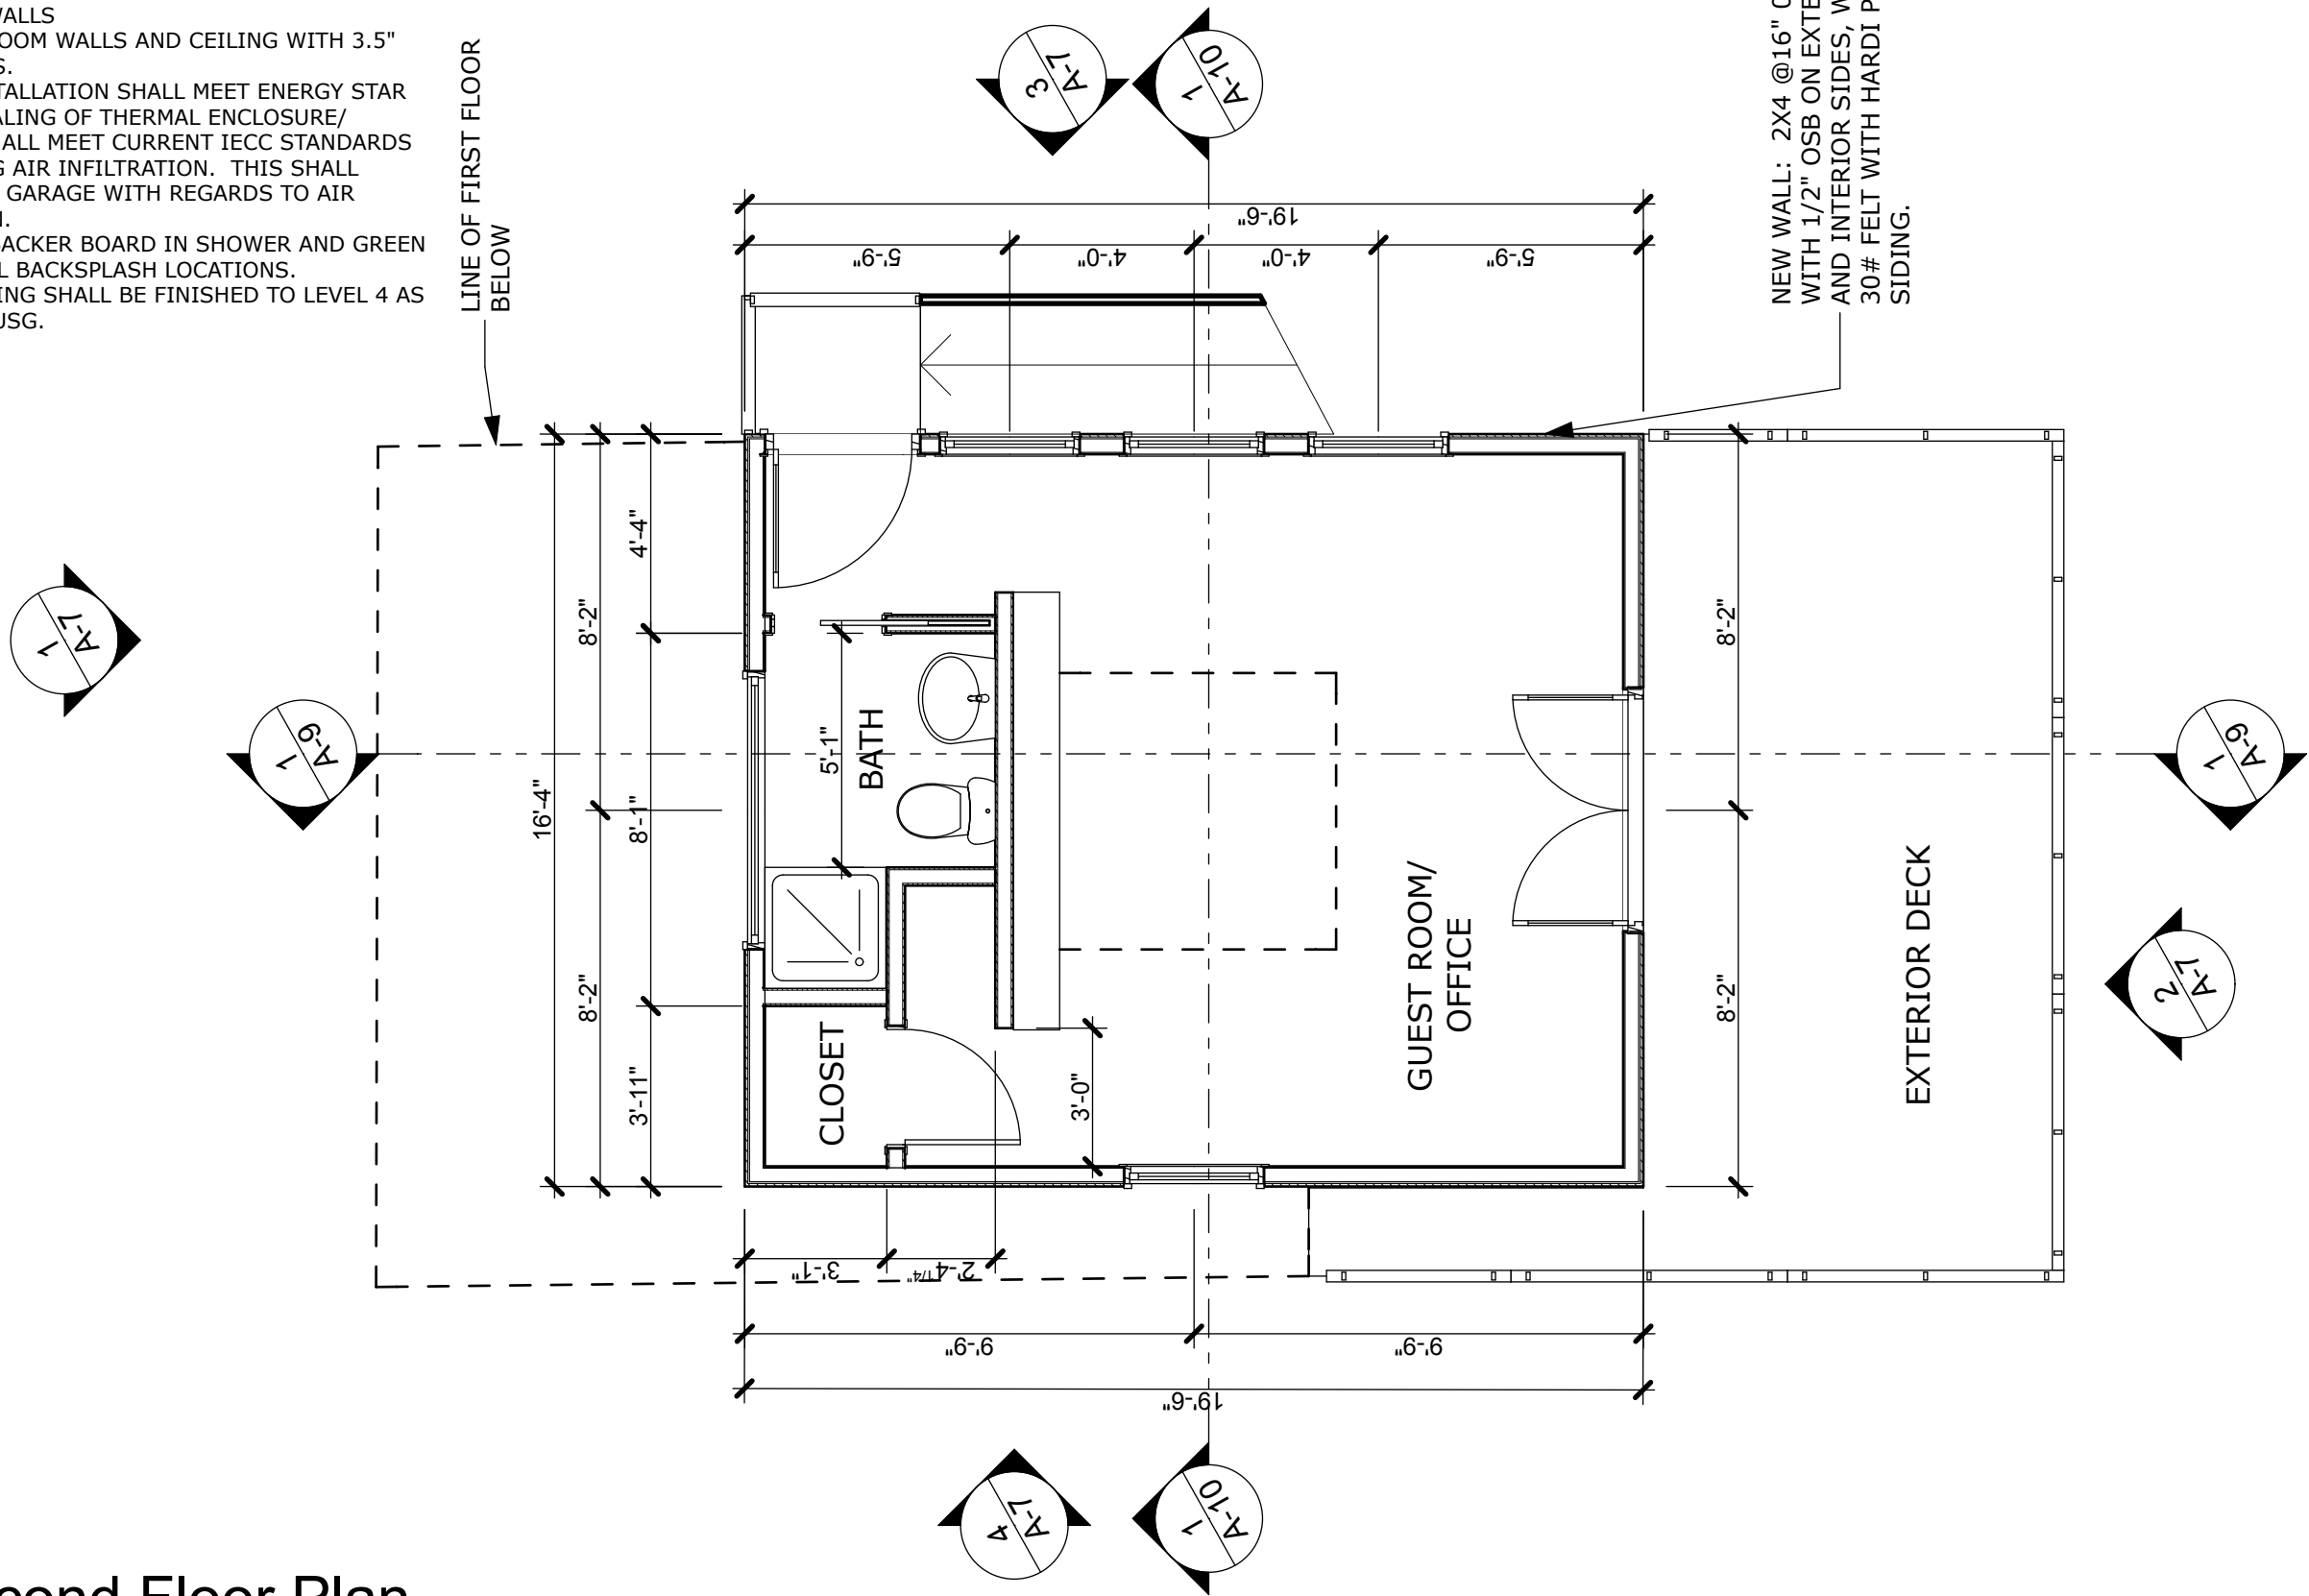 WALLS
OOM WALLS AND CEILING WITH 3.5"
S.
TALLATION SHALL MEET ENERGY STAR
ALING OF THERMAL ENCLOSURE/
ALL MEET CURRENT IECC STANDARDS
G AIR INFILTRATION. THIS SHALL
GARAGE WITH REGARDS TO AIR
N.
BACKER BOARD IN SHOWER AND GREEN
L BACKSPLASH LOCATIONS.
ING SHALL BE FINISHED TO LEVEL 4 AS
USG.
LINE OF FIRST FLOOR
BELOW
3
A-7
1
A-10
NEW WALL: 2X4 @16"
WITH 1/2" OSB ON EXTE
AND INTERIOR SIDES, W
30# FELT WITH HARDI P
SIDING.
19'-6"
5'-9"
4'-0"
4'-0"
5'-9"
1
A-7
1
A-9
16'-4"
8'-2"
8'-2"
4'-4"
8'-1"
3'-11"
5'-1"
BATH
CLOSET
3'-0"
GUEST ROOM/
OFFICE
8'-2"
8'-2"
EXTERIOR DECK
1
A-9
2
A-7
3'-1"
2'-4 1/4"
9'-9"
9'-9"
19'-6"
4
A-7
1
A-10
cond Floor Plan